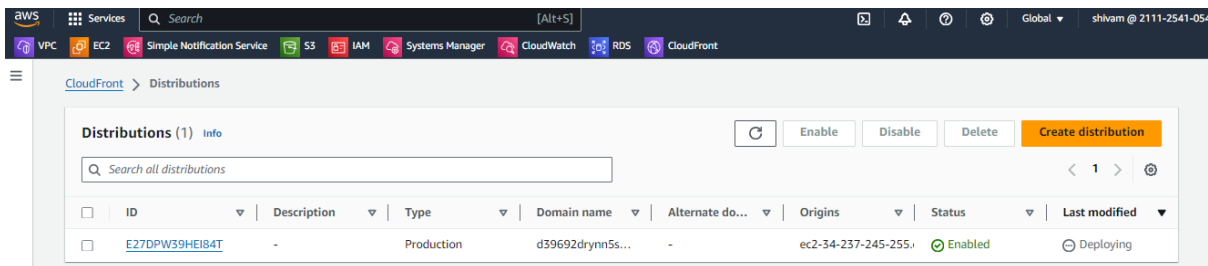 aws Services Search [Alt+S] Global shivam @ 2111-2541-054
VPC EC2 Simple Notification Service S3 IAM Systems Manager CloudWatch RDS CloudFront
CloudFront > Distributions
Distributions (1) Info Enable Disable Delete Create distribution
Search all distributions 1
ID Description Type Domain name Alternate do... Origins Status Last modified
E27DPW39HEI84T - Production d39692drynn5s... - ec2-34-237-245-255. Enabled Deploying